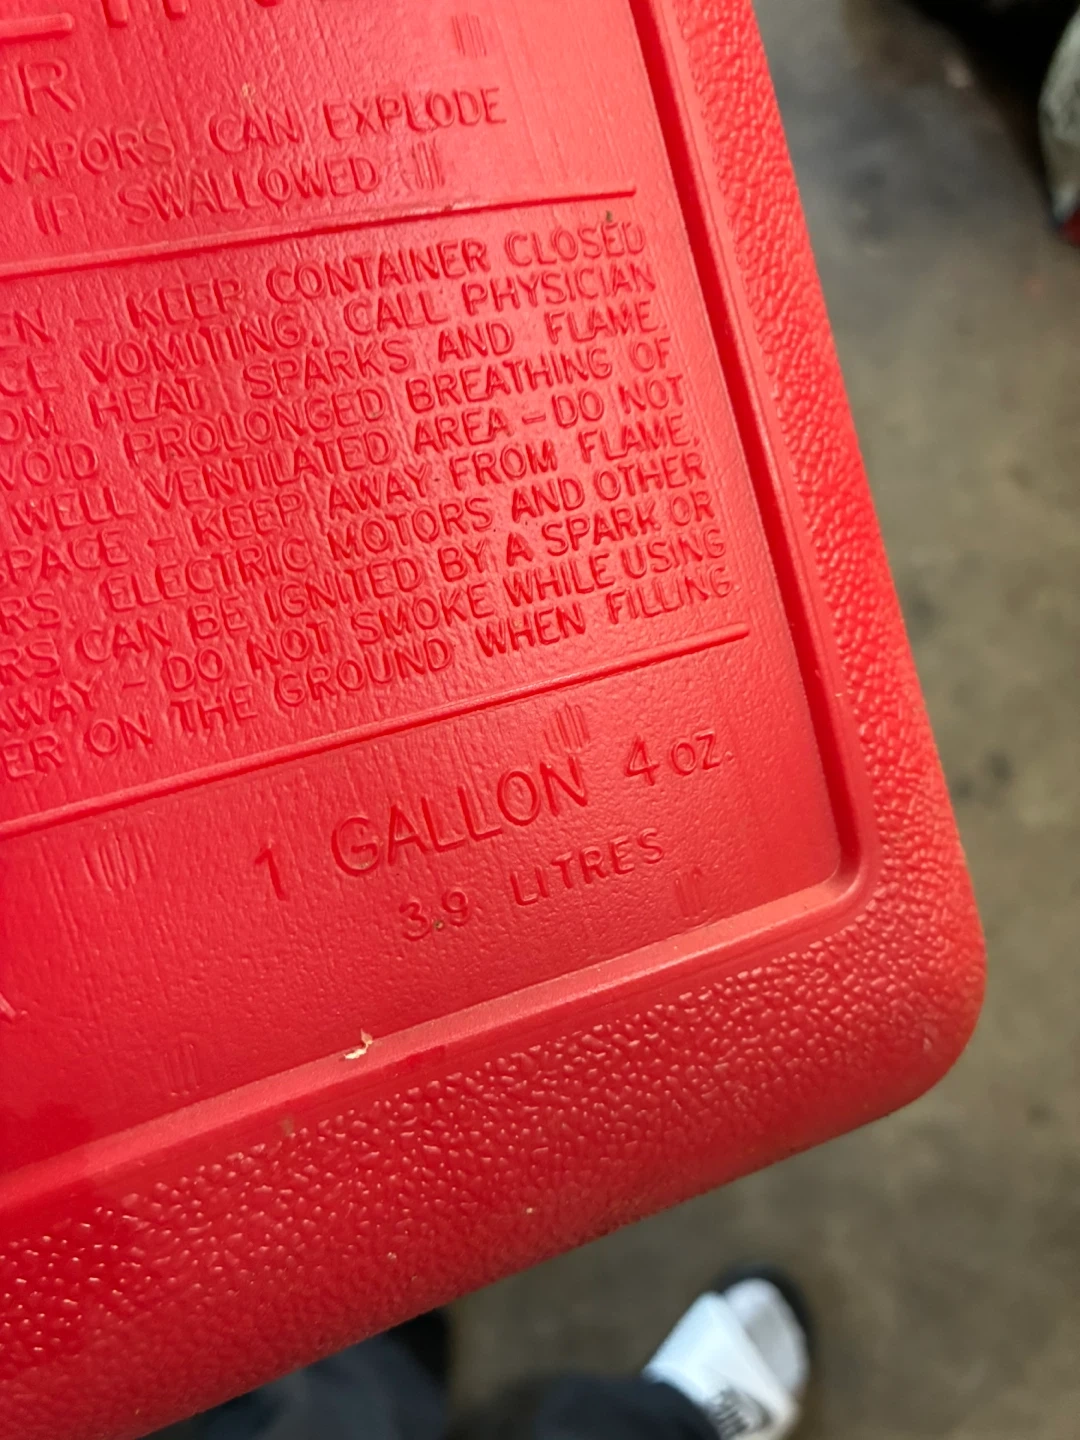 VAPORS CAN EXPLODE
IF SWALLOWED
- KEEP CONTAINER CLOSED
VOMITING, CALL PHYSICIAN
HEAT, SPARKS AND FLAME.
PROLONGED BREATHING OF
WELL VENTILATED AREA - DO NOT
- KEEP AWAY FROM FLAME,
ELECTRIC MOTORS AND OTHER
CAN BE IGNITED BY A SPARK OR
AWAY - DO NOT SMOKE WHILE USING
ON THE GROUND WHEN FILLING
1 GALLON 4 OZ.
3.9 LITRES